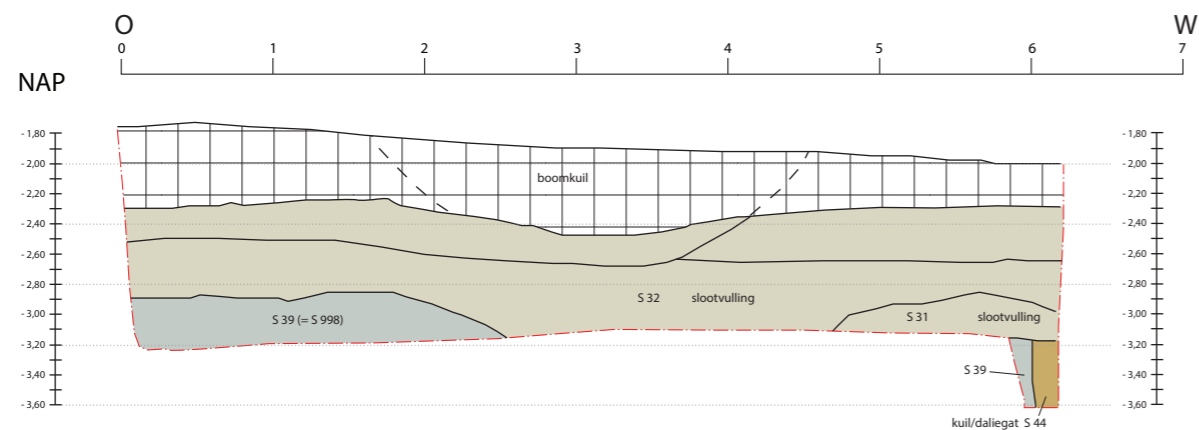 O W
0 1 2 3 4 5 6 7
NAP
- 1,80 - 1,80
- 2,00 - 2,00
boomkuil
- 2,20 - 2,20
- 2,40 - 2,40
- 2,60 - 2,60
- 2,80 - 2,80
S 32 slootvulling
- 3,00 - 3,00
S 39 (= S 998) S 31 slootvulling
- 3,20 - 3,20
S 39
- 3,40 - 3,40
- 3,60 - 3,60
kuil/daliegat S 44